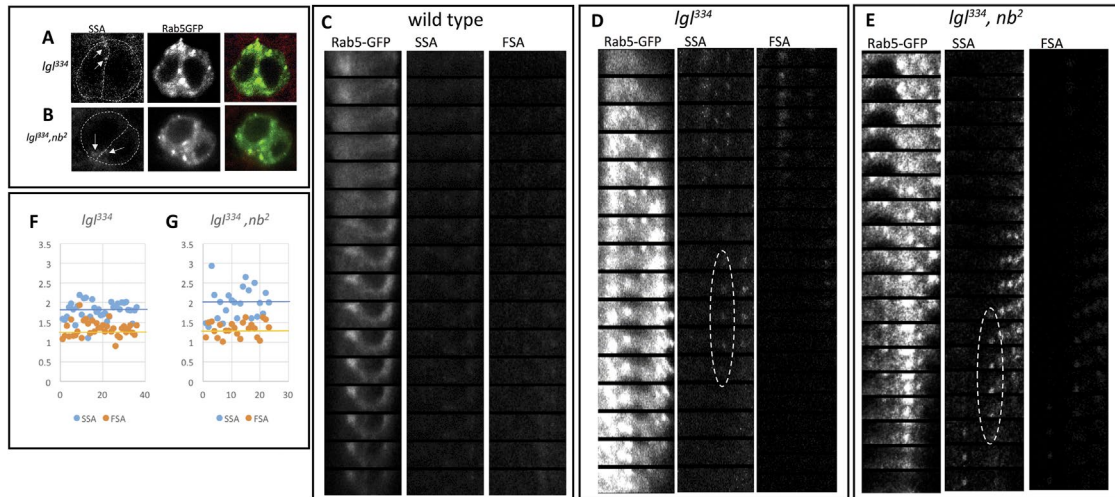 A SSA Rab5GFP
lgl³³⁴
B
lgl³³⁴,nb²
F lgl³³⁴ G lgl³³⁴ ,nb²
3.5 3.5
3 3
2.5 2.5
2 2
1.5 1.5
1 1
0.5 0.5
0 0
0 20 40 0 10 20 30
SSA FSA SSA FSA
C wild type
Rab5-GFP SSA FSA
D lgl³³⁴
Rab5-GFP SSA FSA
E lgl³³⁴, nb²
Rab5-GFP SSA FSA